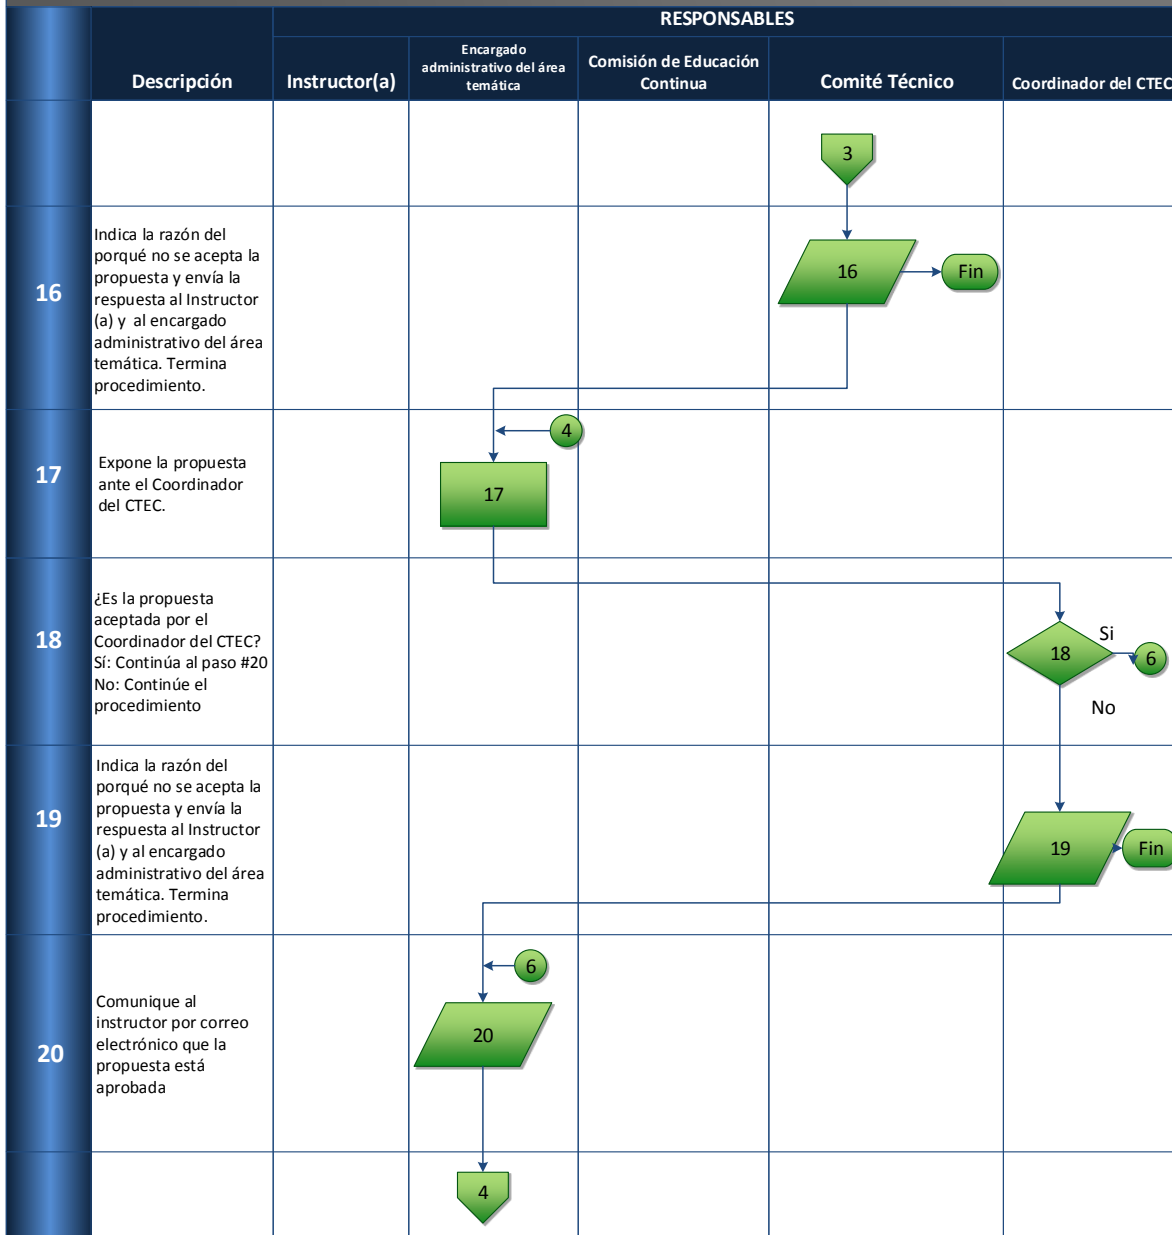 RESPONSABLES
Descripción
Instructor(a)
Encargado
administrativo del área
temática
Comisión de Educación
Continua
Comité Técnico
Coordinador del CTEC
3
16
Indica la razón del
porqué no se acepta la
propuesta y envía la
respuesta al Instructor
(a) y al encargado
administrativo del área
temática. Termina
procedimiento.
16
Fin
17
Expone la propuesta
ante el Coordinador
del CTEC.
4
17
18
¿Es la propuesta
aceptada por el
Coordinador del CTEC?
Sí: Continúa al paso #20
No: Continúe el
procedimiento
18
Si
6
No
19
Indica la razón del
porqué no se acepta la
propuesta y envía la
respuesta al Instructor
(a) y al encargado
administrativo del área
temática. Termina
procedimiento.
19
Fin
20
Comunique al
instructor por correo
electrónico que la
propuesta está
aprobada
6
20
4